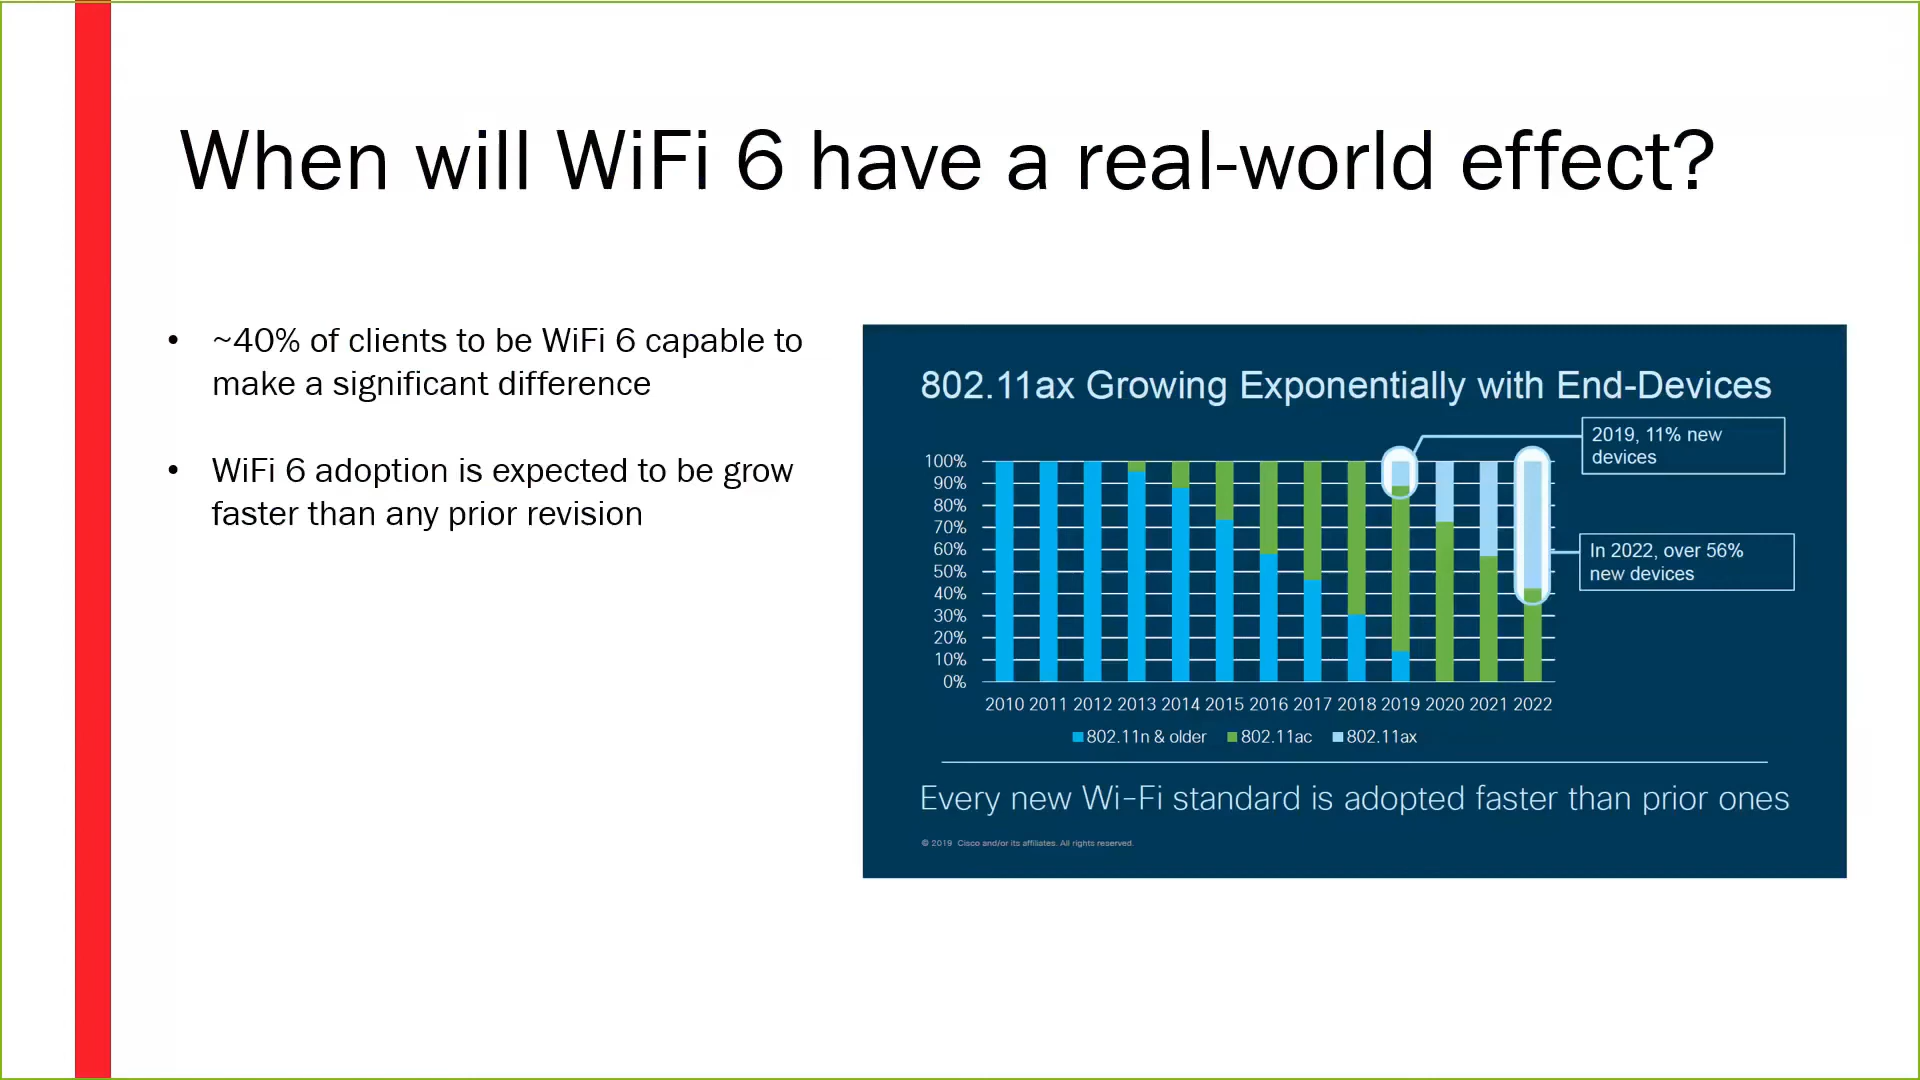 When will WiFi 6 have a real-world effect?
• ~40% of clients to be WiFi 6 capable to
make a significant difference
• WiFi 6 adoption is expected to be grow
faster than any prior revision
802.11ax Growing Exponentially with End-Devices
2019, 11% new
devices
In 2022, over 56%
new devices
100%
90%
80%
70%
60%
50%
40%
30%
20%
10%
0%
2010 2011 2012 2013 2014 2015 2016 2017 2018 2019 2020 2021 2022
802.11n & older 802.11ac 802.11ax
Every new Wi-Fi standard is adopted faster than prior ones
© 2019 Cisco and/or its affiliates. All rights reserved.